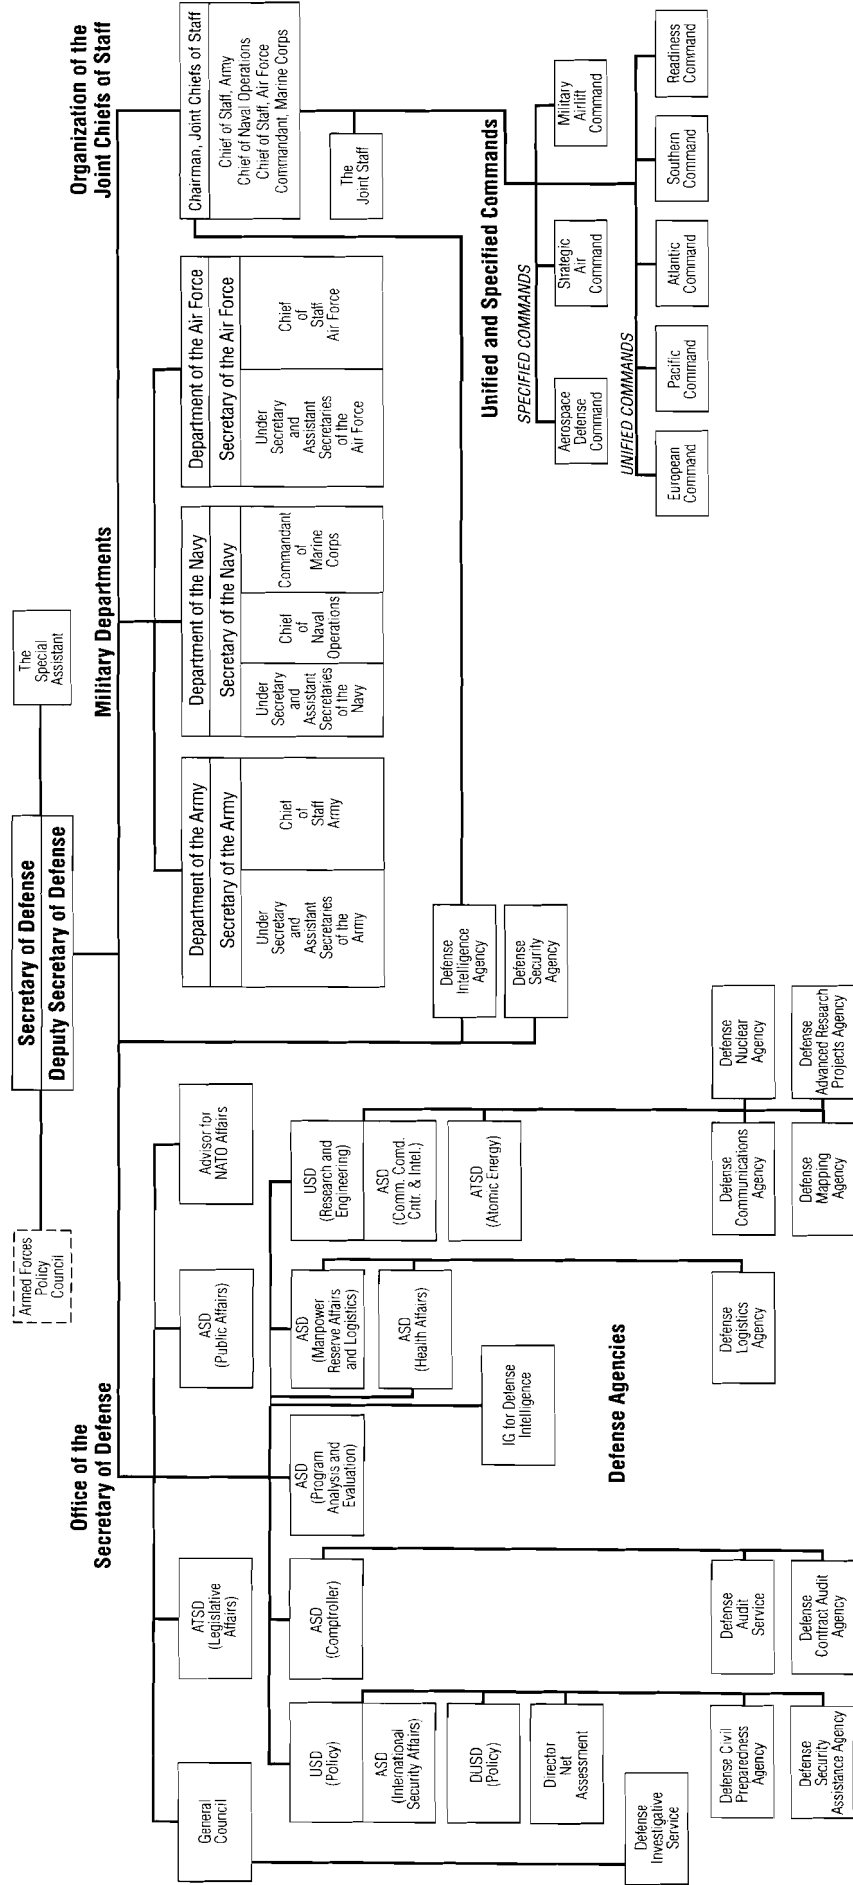 Secretary of Defense
Deputy Secretary of Defense
Armed Forces
Policy
Council
The
Special
Assistant
Office of the
Secretary of Defense
General
Council
ATSD
(Legislative
Affairs)
ASD
(Public Affairs)
Advisor for
NATO Affairs
USD
(Policy)
ASD
(International
Security Affairs)
DUSD
(Policy)
Director
Net
Assessment
ASD
(Comptroller)
ASD
(Program
Analysis and
Evaluation)
ASD
(Manpower
Reserve Affairs
and Logistics)
ASD
(Health Affairs)
IG for Defense
Intelligence
USD
(Research and
Engineering)
ASD
(Comm. Comd.
Cntr. & Intel.)
ATSD
(Atomic Energy)
Defense Agencies
Defense
Investigative
Service
Defense Civil
Preparedness
Agency
Defense
Security
Assistance Agency
Defense
Audit
Service
Defense
Contract Audit
Agency
Defense
Logistics
Agency
Defense
Communications
Agency
Defense
Nuclear
Agency
Defense
Mapping
Agency
Defense
Advanced Research
Projects Agency
Defense
Intelligence
Agency
Defense
Security
Agency
Military Departments
Department of the Army
Secretary of the Army
Under
Secretary
and
Assistant
Secretaries
of the
Army
Chief
of
Staff
Army
Department of the Navy
Secretary of the Navy
Under
Secretary
and
Assistant
Secretaries
of the
Navy
Chief
of
Naval
Operations
Commandant
of
Marine
Corps
Department of the Air Force
Secretary of the Air Force
Under
Secretary
and
Assistant
Secretaries
of the
Air Force
Chief
of
Staff
Air Force
Organization of the
Joint Chiefs of Staff
Chairman, Joint Chiefs of Staff
Chief of Staff, Army
Chief of Naval Operations
Chief of Staff, Air Force
Commandant, Marine Corps
The
Joint Staff
Unified and Specified Commands
SPECIFIED COMMANDS
Aerospace
Defense
Command
Strategic
Air
Command
Military
Airlift
Command
UNIFIED COMMANDS
European
Command
Pacific
Command
Atlantic
Command
Southern
Command
Readiness
Command